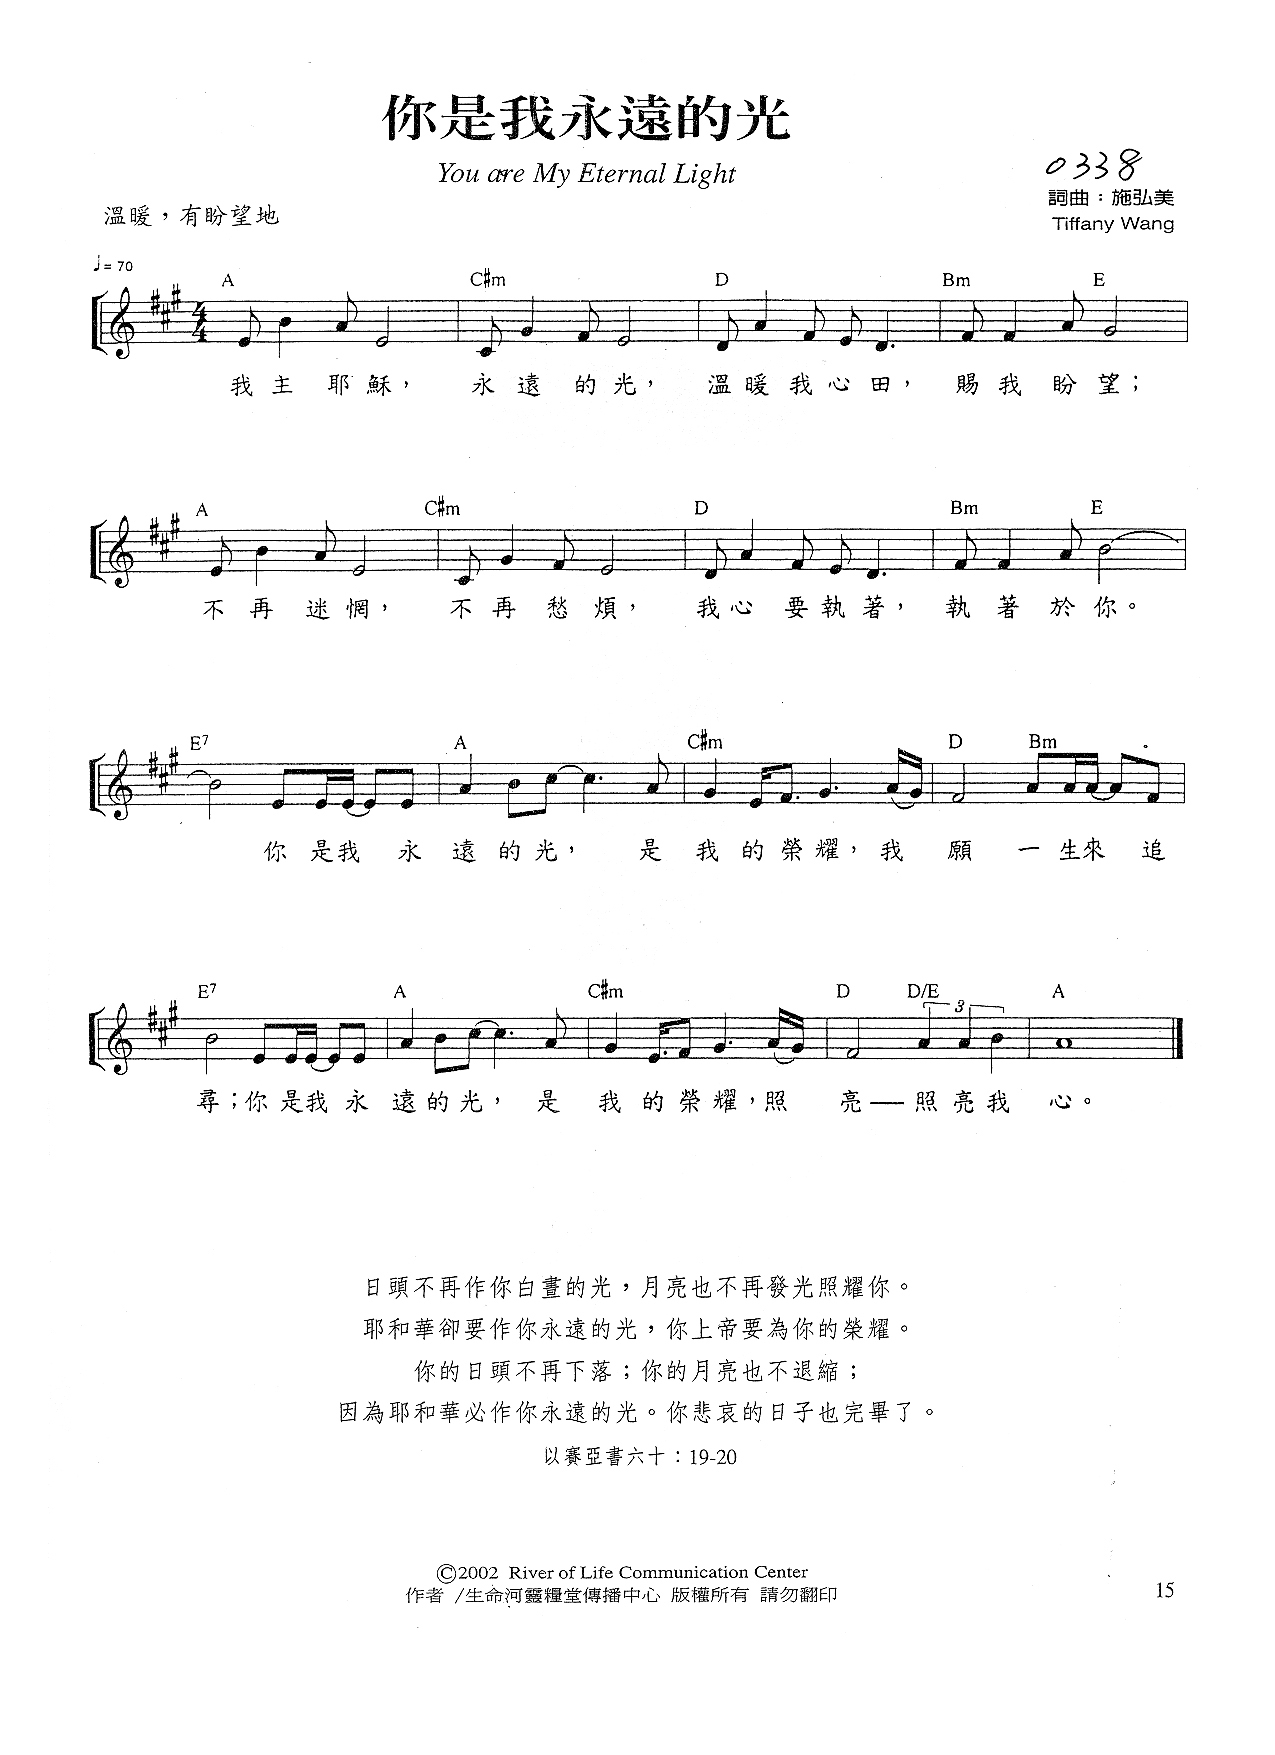 你是我永遠的光
You are My Eternal Light
0338
詞曲：施弘美
Tiffany Wang
溫暖，有盼望地
♩= 70
A C#m D Bm E
4/4
我主耶穌， 永遠的光， 溫暖我心田， 賜我盼望；
A C#m D Bm E
不再迷惘， 不再愁煩， 我心要執著， 執著於你。
E7 A C#m D Bm
你是我永遠的光， 是我的榮耀，我願一生來追
E7 A C#m D D/E 3 A
尋；你是我永遠的光， 是我的榮耀，照亮——照亮我心。
日頭不再作你白晝的光，月亮也不再發光照耀你。
耶和華卻要作你永遠的光，你上帝要為你的榮耀。
你的日頭不再下落；你的月亮也不退縮；
因為耶和華必作你永遠的光。你悲哀的日子也完畢了。
以賽亞書六十：19-20
©2002 River of Life Communication Center
作者 /生命河靈糧堂傳播中心 版權所有 請勿翻印
15